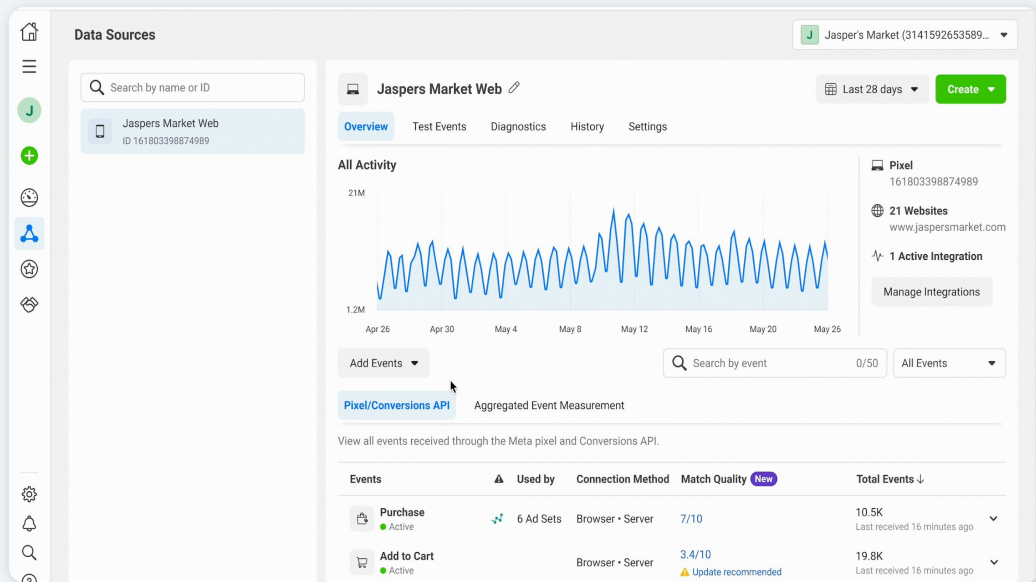 Data Sources
J Jasper's Market (3141592653589...
Search by name or ID
Jaspers Market Web
ID 161803398874989
J
Jaspers Market Web
Last 28 days
Create
Overview
Test Events
Diagnostics
History
Settings
All Activity
21M
1.2M
Apr 26
Apr 30
May 4
May 8
May 12
May 16
May 20
May 26
Pixel
161803398874989
21 Websites
www.jaspersmarket.com
1 Active Integration
Manage Integrations
Add Events
Search by event
0/50
All Events
Pixel/Conversions API
Aggregated Event Measurement
View all events received through the Meta pixel and Conversions API.
Events
Used by
Connection Method
Match Quality New
Total Events ↓
Purchase
Active
6 Ad Sets
Browser • Server
7/10
10.5K
Last received 16 minutes ago
Add to Cart
Active
Browser • Server
3.4/10
Update recommended
19.8K
Last received 16 minutes ago